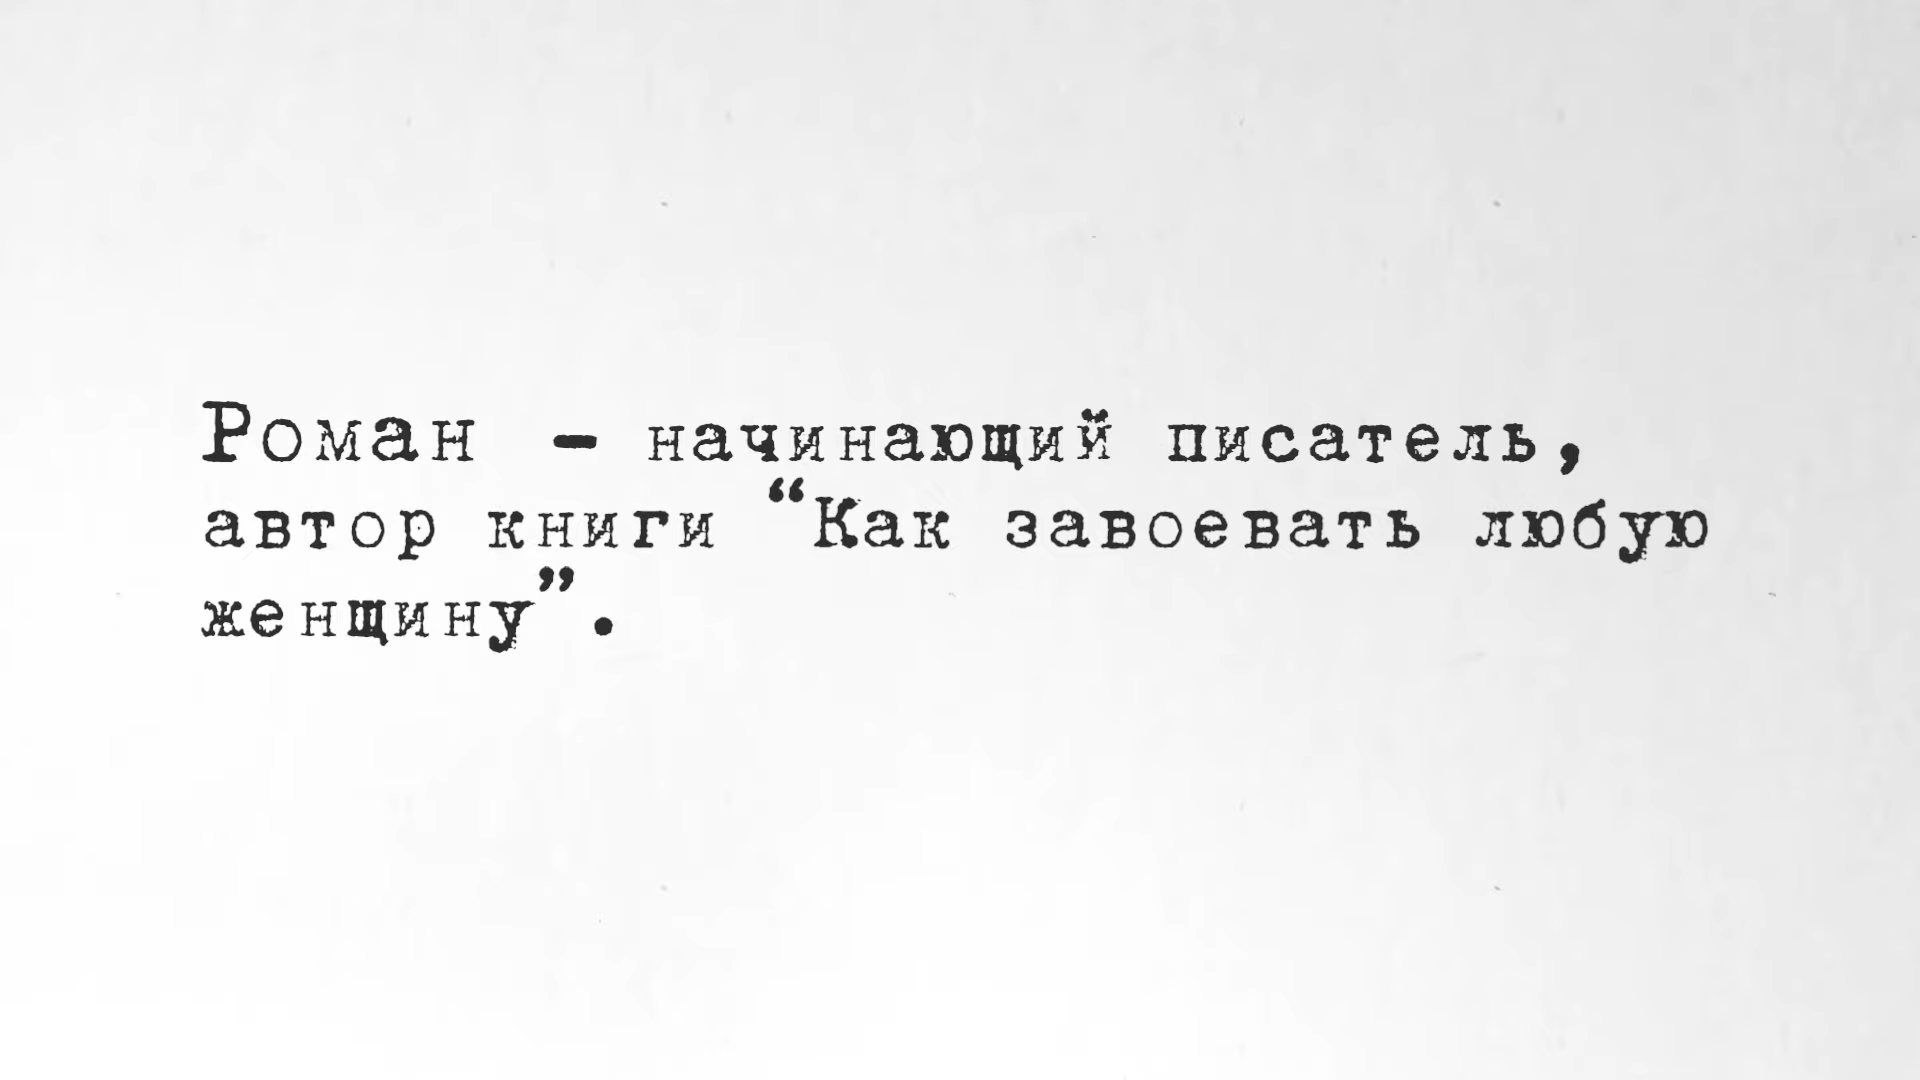 Роман - начинающий писатель,
автор книги “Как завоевать любую
женщину”.